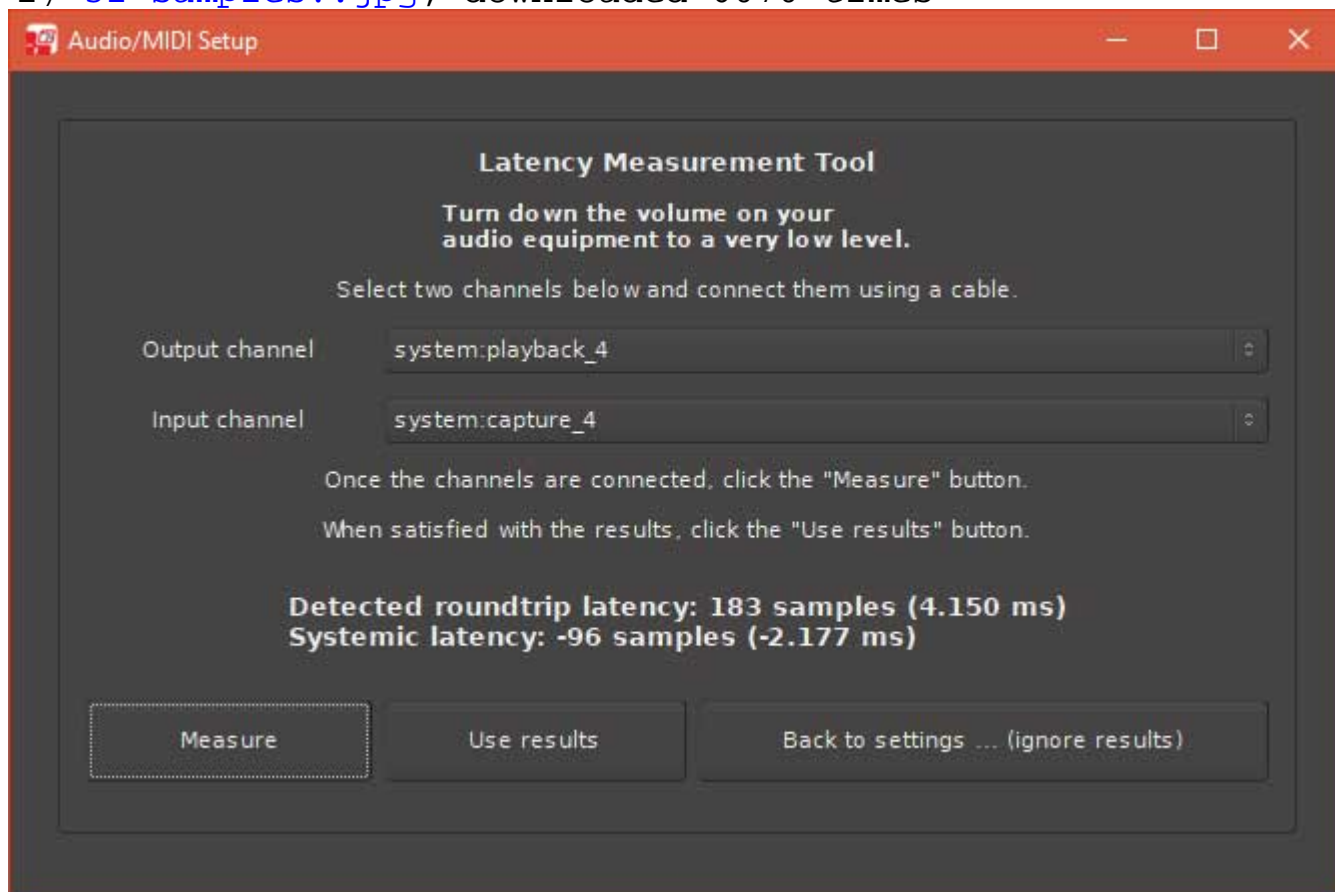 Audio/MIDI Setup
Latency Measurement Tool
Turn down the volume on your
audio equipment to a very low level.
Select two channels below and connect them using a cable.
Output channel system:playback_4
Input channel system:capture_4
Once the channels are connected, click the "Measure" button.
When satisfied with the results, click the "Use results" button.
Detected roundtrip latency: 183 samples (4.150 ms)
Systemic latency: -96 samples (-2.177 ms)
Measure Use results Back to settings ... (ignore results)